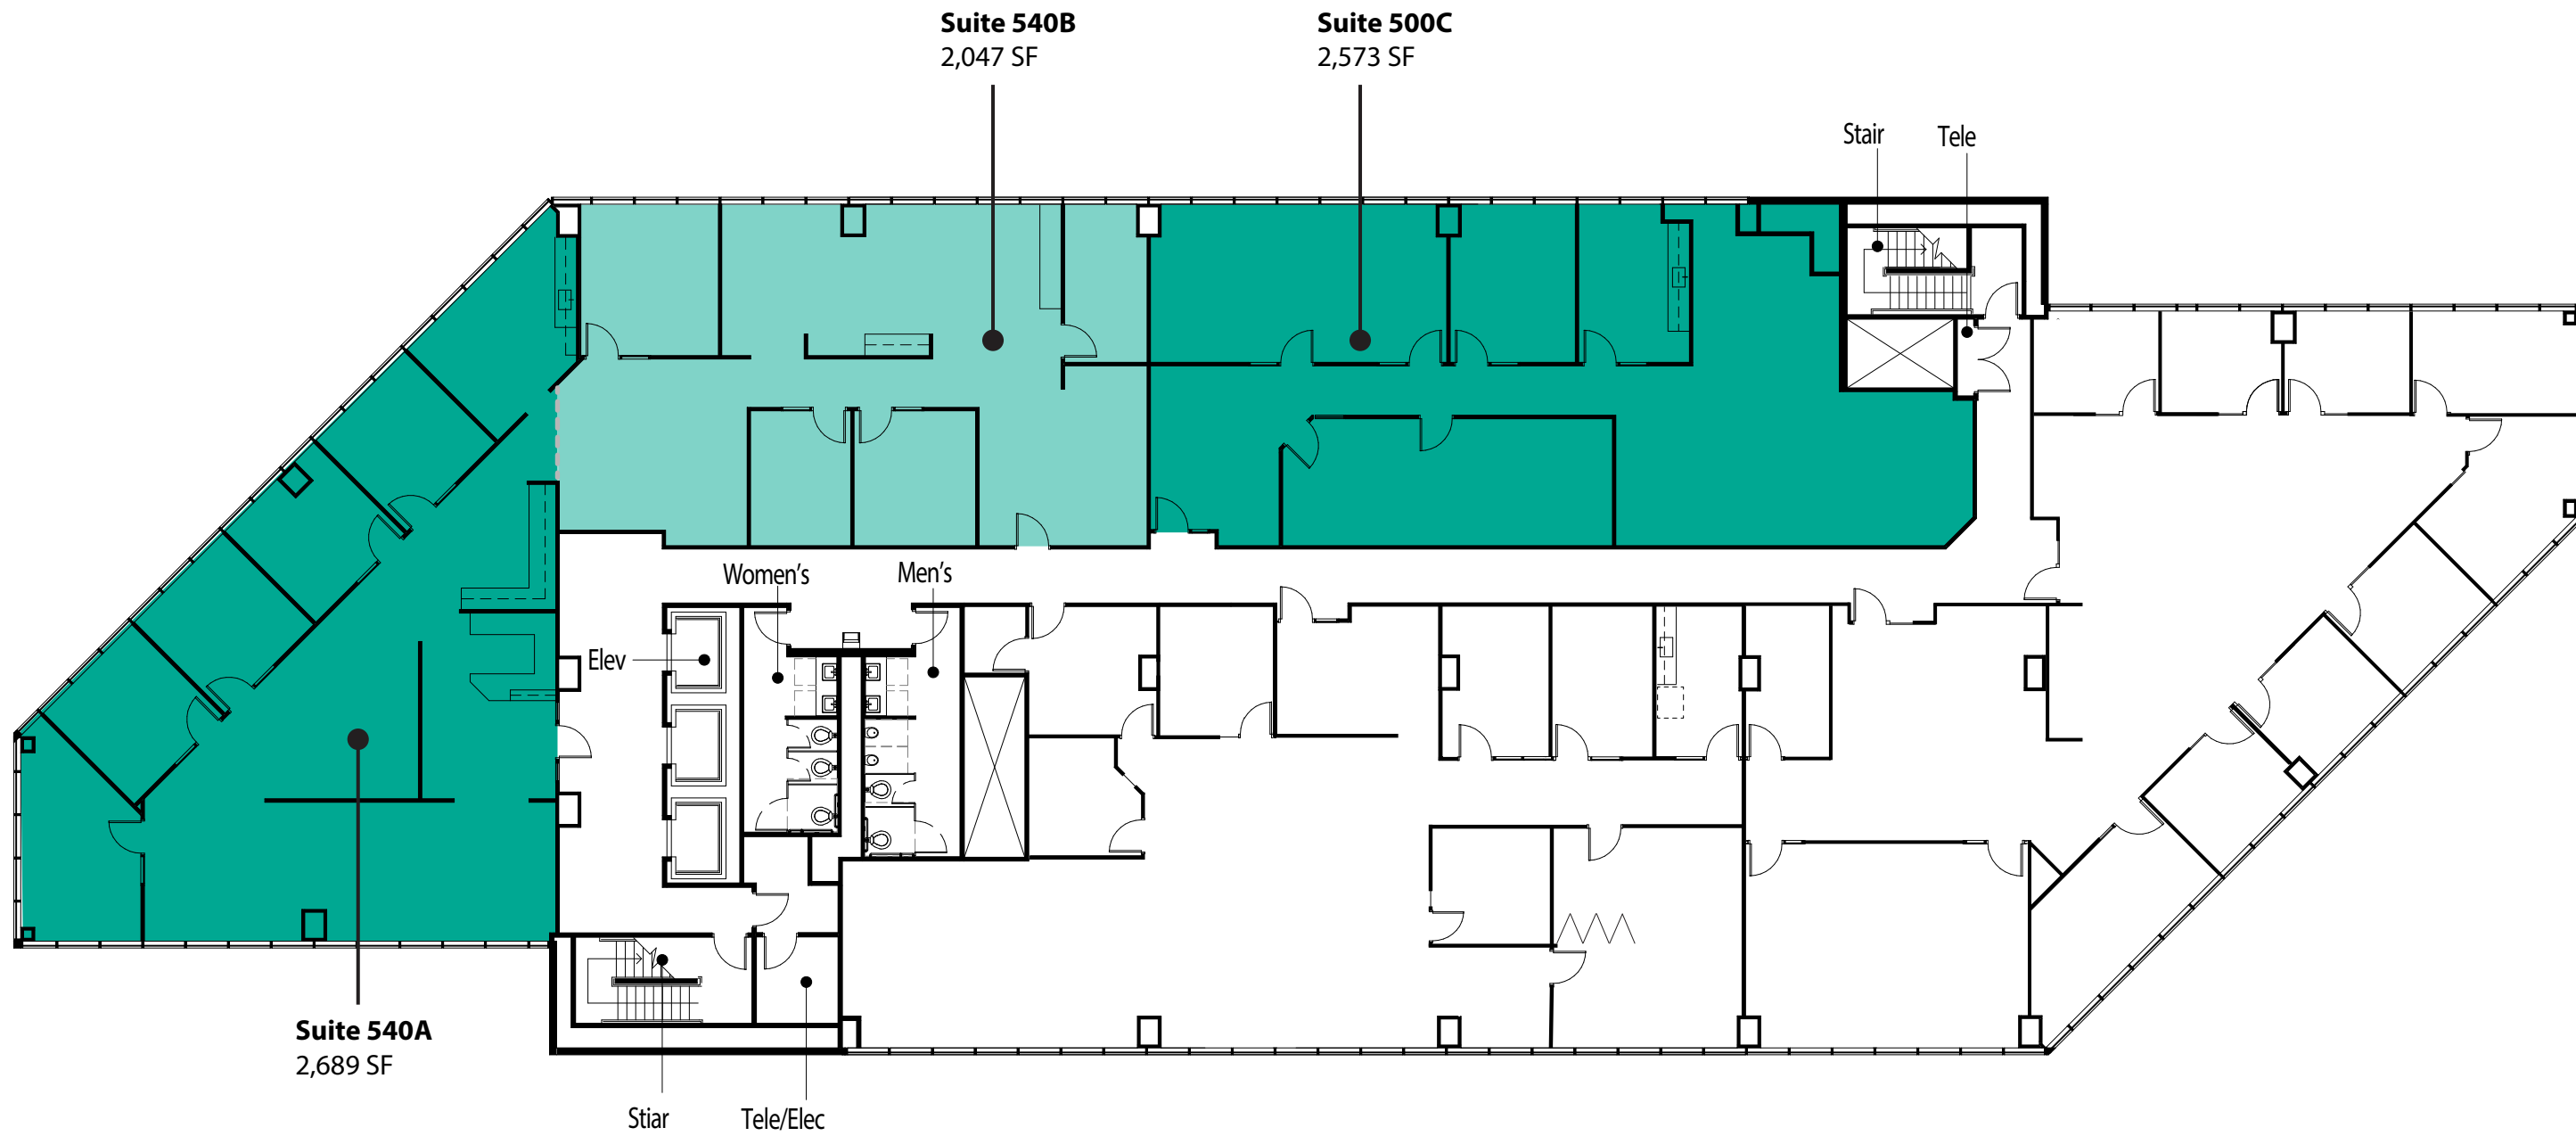 Suite 540B
2,047 SF
Suite 500C
2,573 SF
Stair
Tele
Women's
Men's
Elev
Suite 540A
2,689 SF
Stiar
Tele/Elec